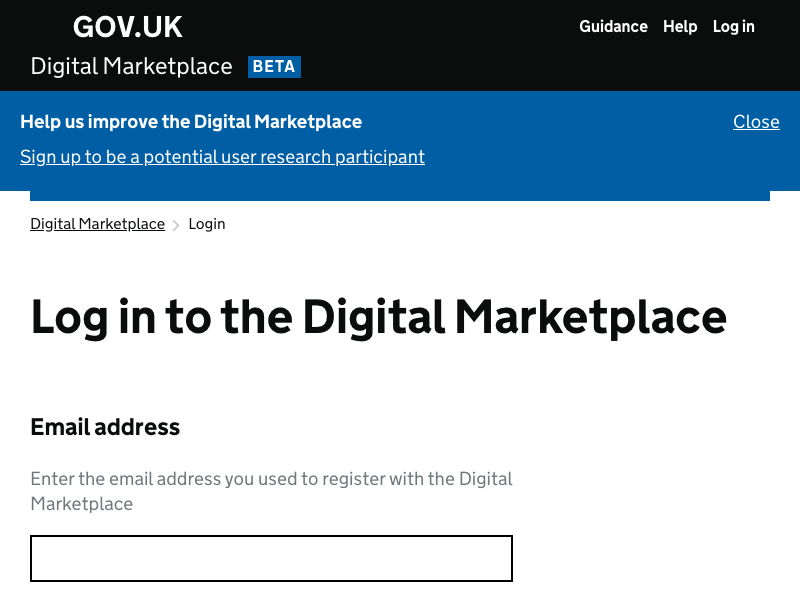 GOV.UK
Guidance Help Log in
Digital Marketplace BETA
Help us improve the Digital Marketplace
Close
Sign up to be a potential user research participant
Digital Marketplace > Login
Log in to the Digital Marketplace
Email address
Enter the email address you used to register with the Digital
Marketplace